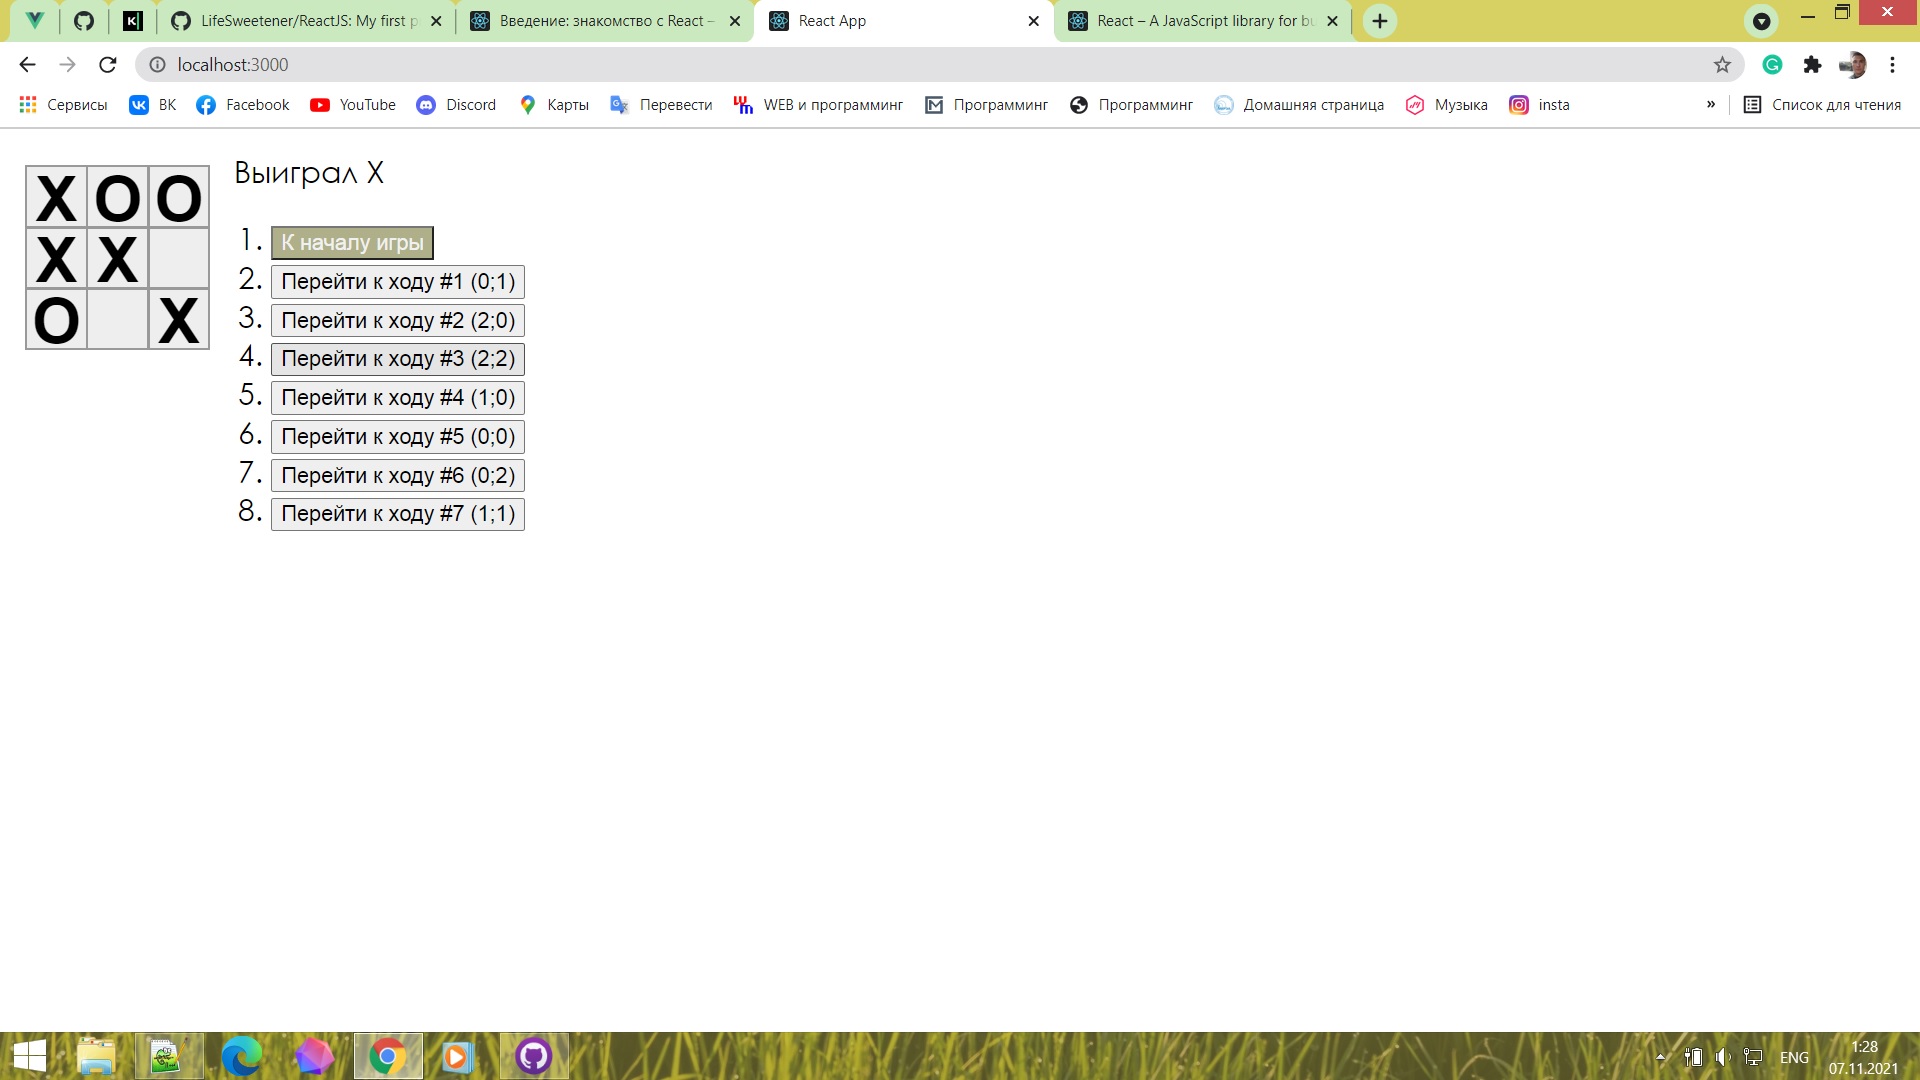 LifeSweetener/ReactJS: My first p
Введение: знакомство с React –
React App
React – A JavaScript library for bu
localhost:3000
Сервисы
ВК
Facebook
YouTube
Discord
Карты
Перевести
WEB и программинг
Программинг
Программинг
Домашняя страница
Музыка
insta
»
Список для чтения
X O O
X X
O X
Выиграл X
1. К началу игры
2. Перейти к ходу #1 (0;1)
3. Перейти к ходу #2 (2;0)
4. Перейти к ходу #3 (2;2)
5. Перейти к ходу #4 (1;0)
6. Перейти к ходу #5 (0;0)
7. Перейти к ходу #6 (0;2)
8. Перейти к ходу #7 (1;1)
ENG
1:28
07.11.2021